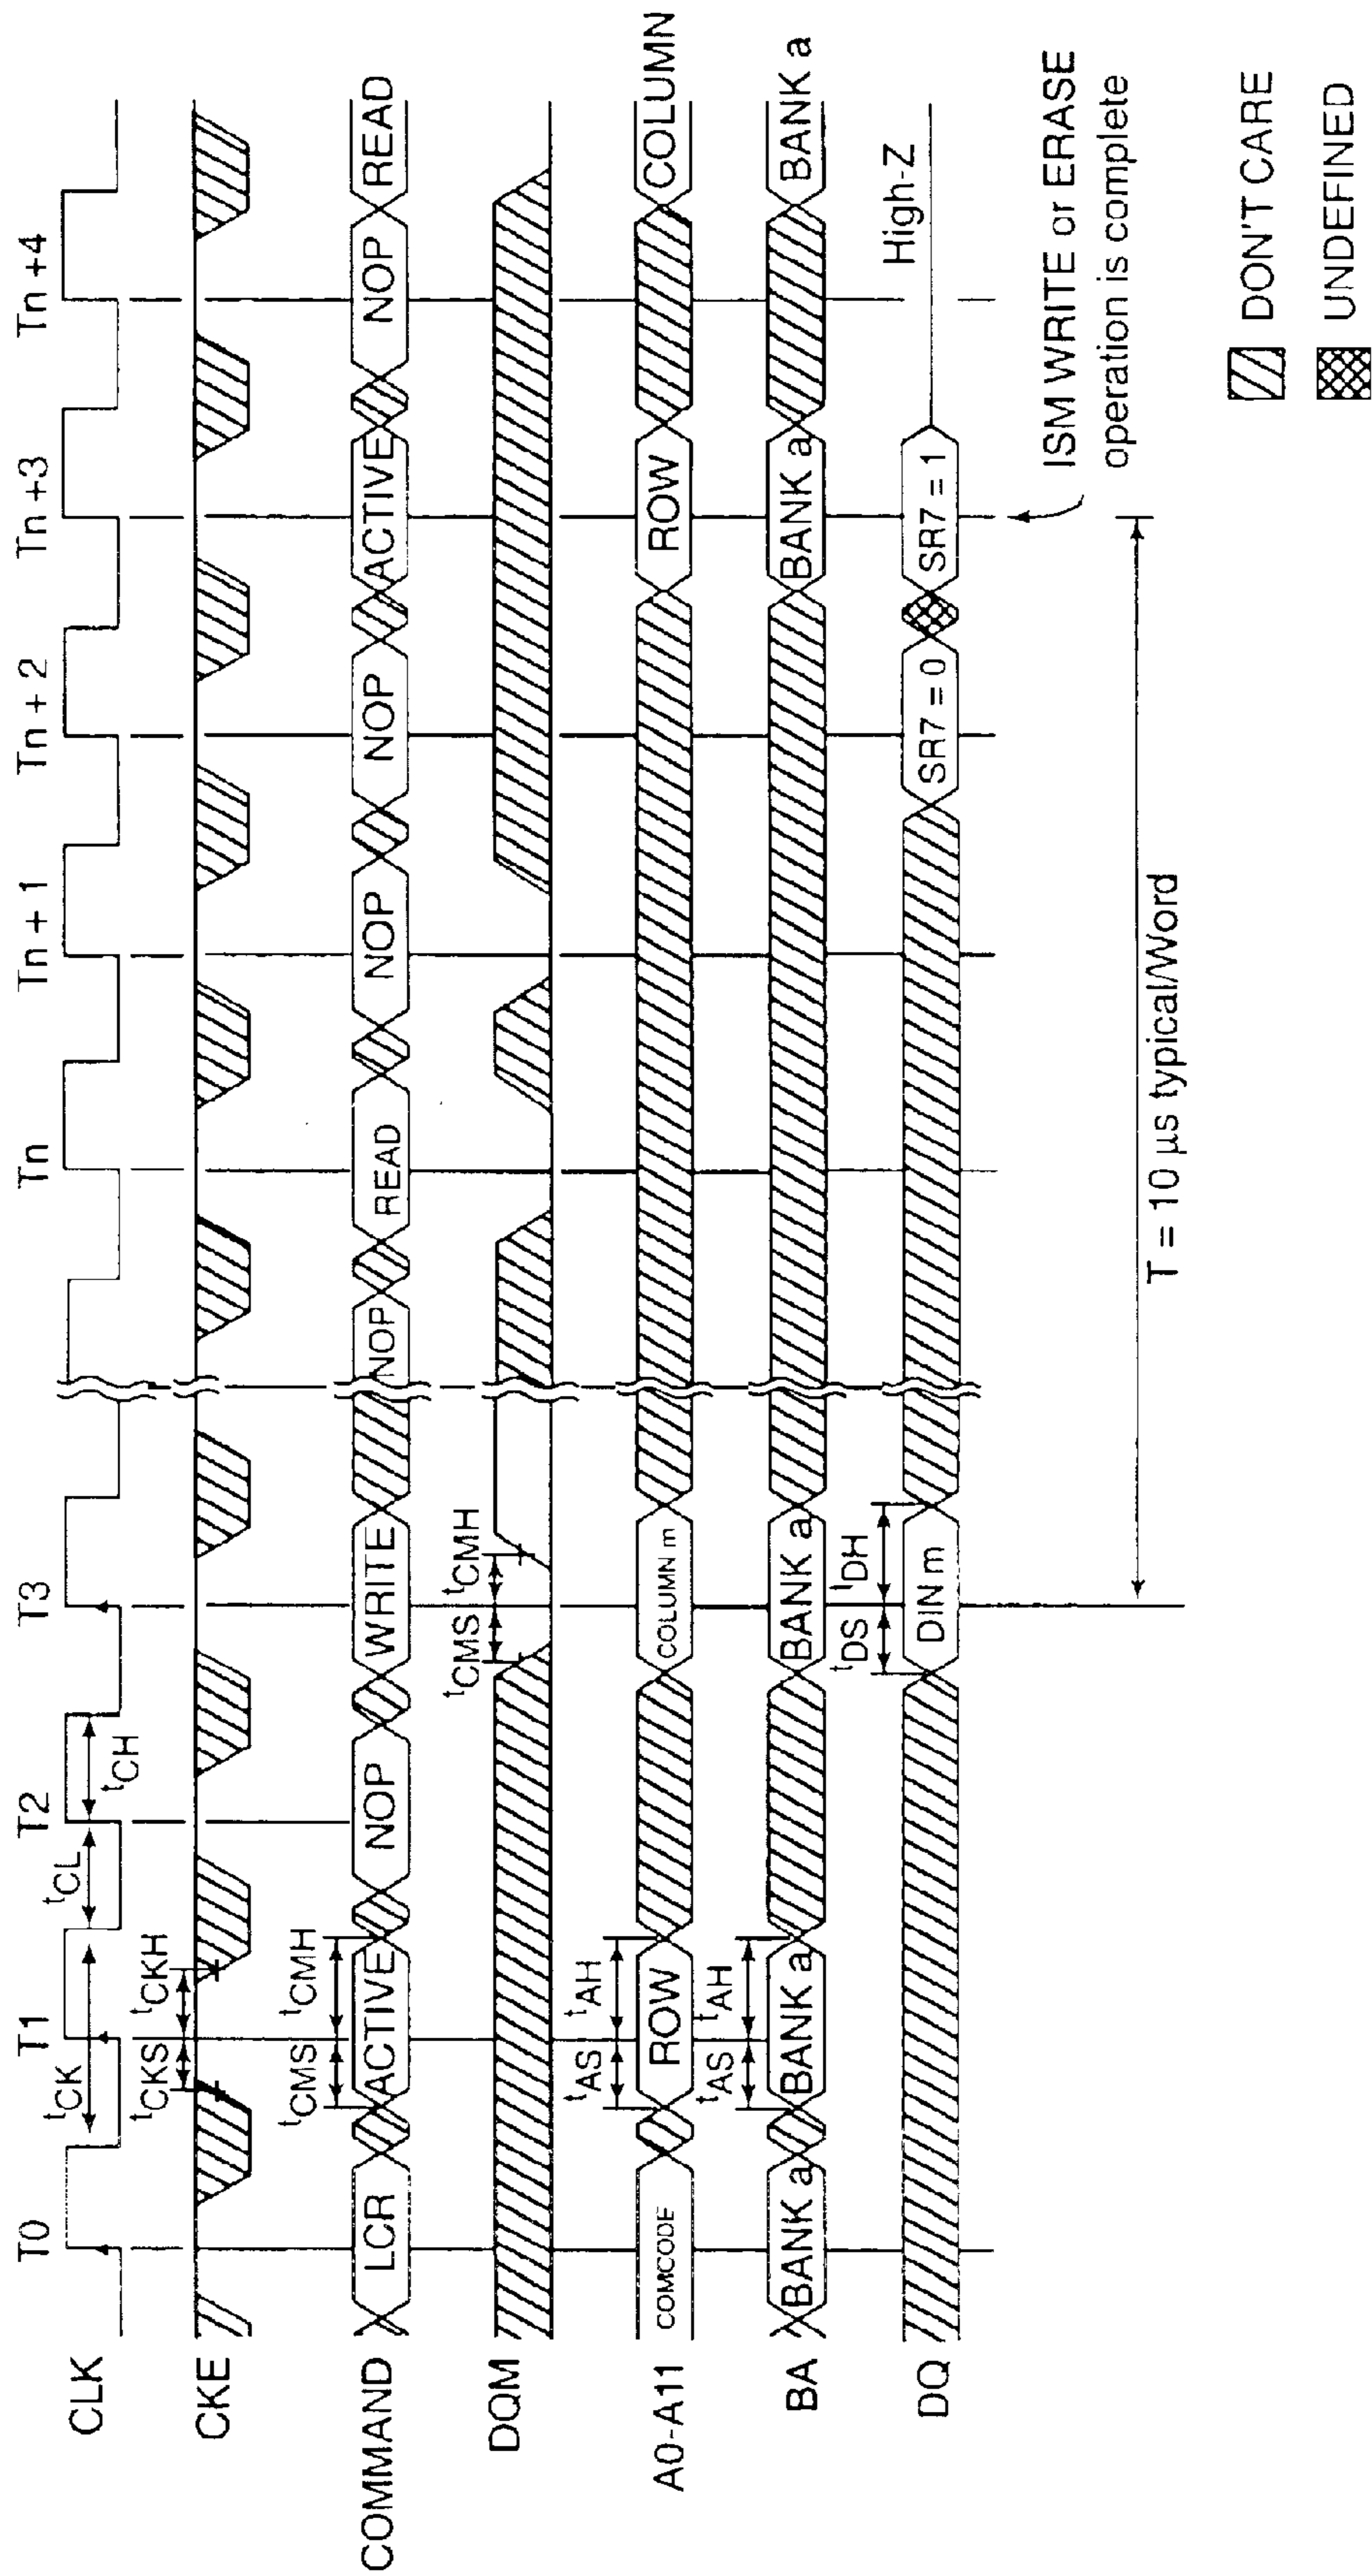 T0 T1 T2 T3 Tn Tn + 1 Tn + 2 Tn +3 Tn +4
CLK
tCK tCL tCH
CKE
tCKS tCKH
COMMAND LCR ACTIVE NOP WRITE NOP READ NOP NOP ACTIVE NOP READ
tCMS tCMH
DQM
tCMS tCMH
A0-A11 COMCODE ROW COLUMN m ROW COLUMN
tAS tAH
BA BANK a BANK a BANK a BANK a BANK a
tAS tAH
DQ DIN m SR7 = 0 SR7 = 1 High-Z
tDS tDH
T = 10 µs typical/Word
ISM WRITE or ERASE
operation is complete
DON'T CARE
UNDEFINED